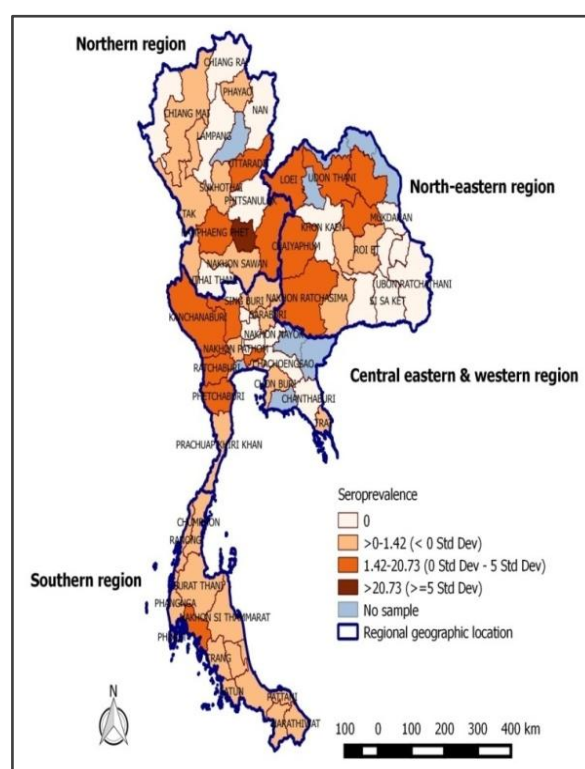 Northern region
CHIANG RAI
PHAYAO
NAN
CHIANG MAI
LAMPANG
UTTARADIT
LOEI
UDON THANI
SUKHOTHAI
North-eastern region
PHITSANULOK
MUKDAHAN
TAK
KHON KAEN
PHET
CHAIYAPHUM
ROI ET
NAKHON SAWAN
UTHAI THANI
UBON RATCHATHANI
SING BURI
NAKHON RATCHASIMA
SI SA KET
KANCHANABURI
SARABURI
NAKHON NAYOK
NAKHON PATHOM
Central eastern & western region
RATCHABURI
CHACHOENGSAO
CHON BURI
PHETCHABURI
CHANTHABURI
TRAT
PRACHUAP KHIRI KHAN
Seroprevalence
0
>0-1.42 (< 0 Std Dev)
1.42-20.73 (0 Std Dev - 5 Std Dev)
>20.73 (>=5 Std Dev)
No sample
Regional geographic location
CHUMPHON
RANONG
Southern region
SURAT THANI
PHANGNGA
NAKHON SI THAMMARAT
TRANG
SATUN
PATTANI
NARATHIWAT
N
100 0 100 200 300 400 km